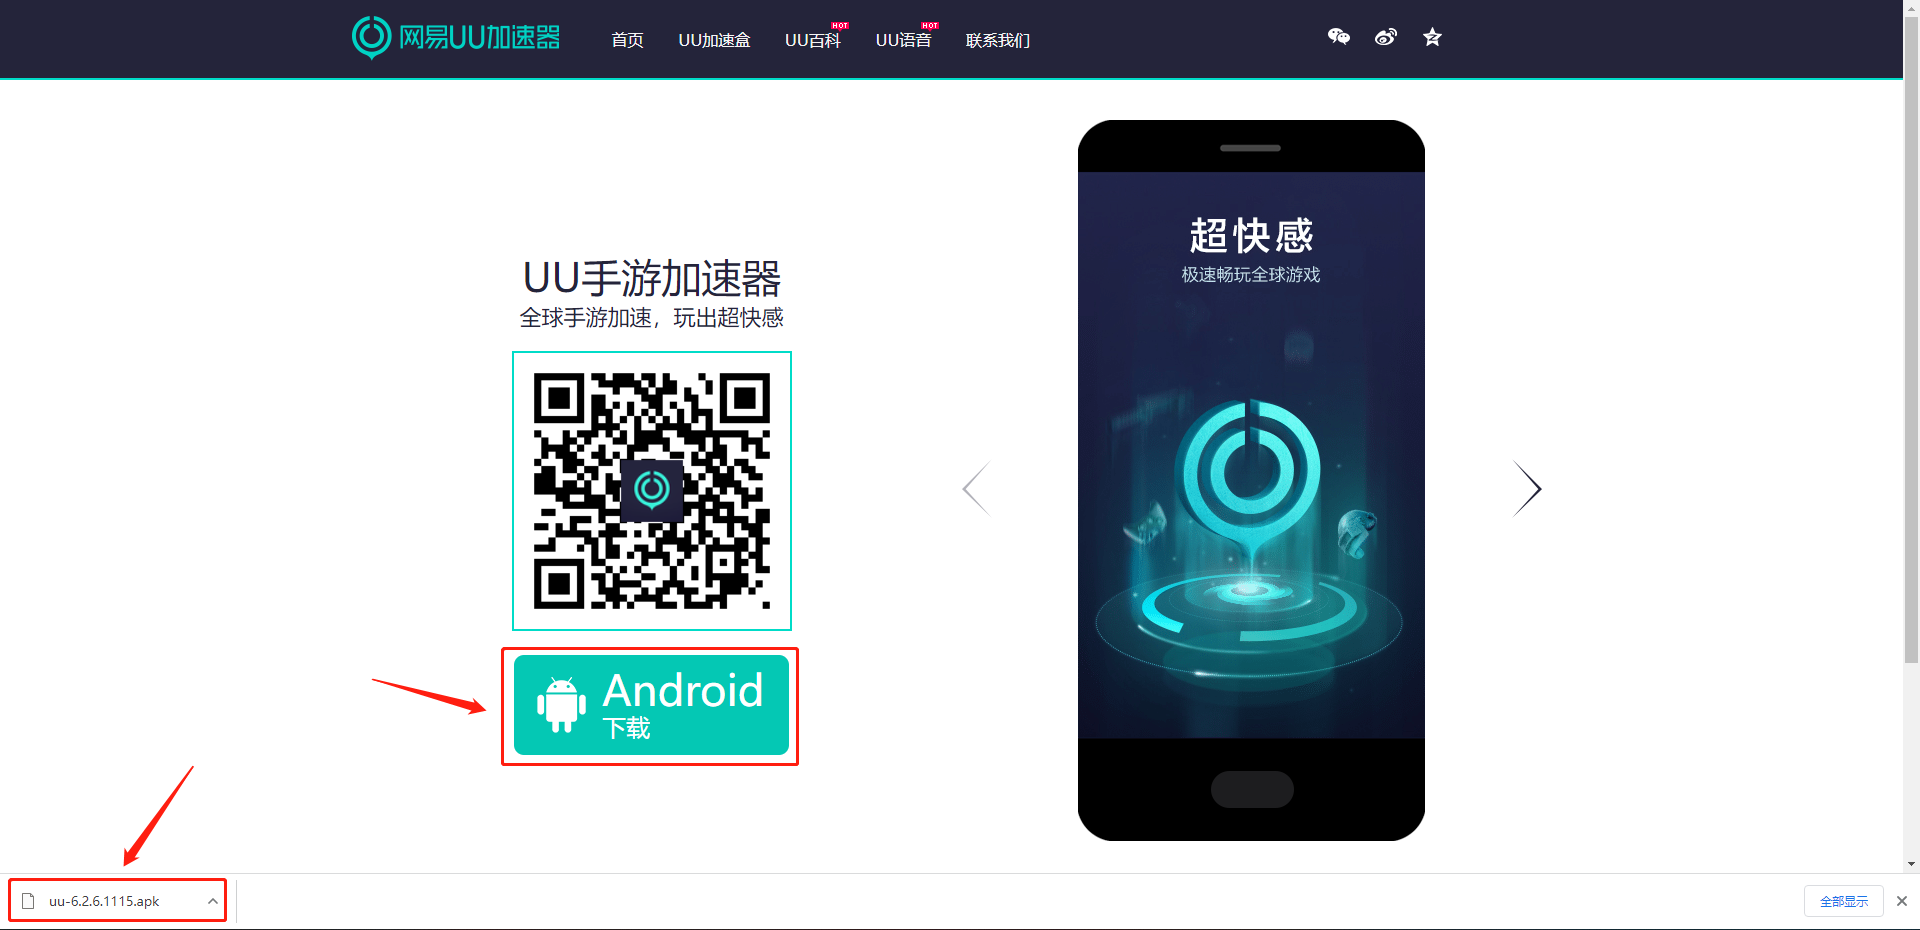 网易UU加速器
首页
UU加速盒
UU百科
HOT
UU语音
HOT
联系我们
UU手游加速器
全球手游加速，玩出超快感
Android
下载
超快感
极速畅玩全球游戏
uu-6.2.6.1115.apk
全部显示